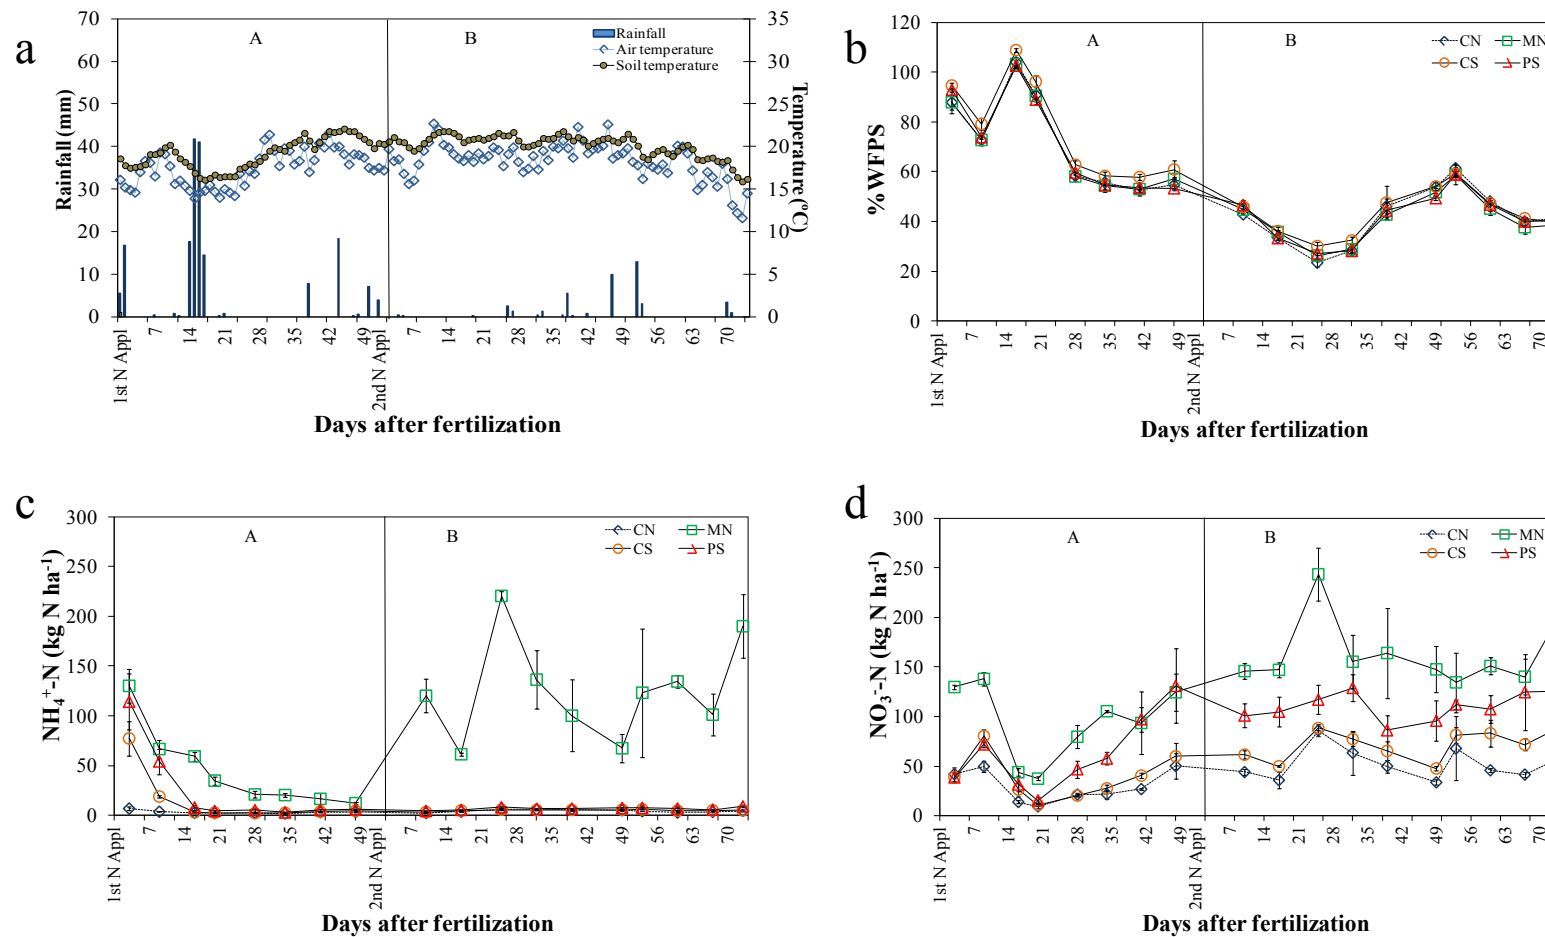 a
70
60
50
40
30
20
10
0
Rainfall (mm)
A
B
Rainfall
Air temperature
Soil temperature
35
30
25
20
15
10
5
0
Temperature (°C)
1st N Appl
7
14
21
28
35
42
49
2nd N Appl
7
14
21
28
35
42
49
56
63
70
Days after fertilization
b
120
100
80
60
40
20
0
%WFPS
A
B
CN
MN
CS
PS
1st N Appl
7
14
21
28
35
42
49
2nd N Appl
7
14
21
28
35
42
49
56
63
70
Days after fertilization
c
300
250
200
150
100
50
0
NH₄⁺-N (kg N ha⁻¹)
A
B
CN
MN
CS
PS
1st N Appl
7
14
21
28
35
42
49
2nd N Appl
7
14
21
28
35
42
49
56
63
70
Days after fertilization
d
300
250
200
150
100
50
0
NO₃⁻-N (kg N ha⁻¹)
A
B
CN
MN
CS
PS
1st N Appl
7
14
21
28
35
42
49
2nd N Appl
7
14
21
28
35
42
49
56
63
70
Days after fertilization